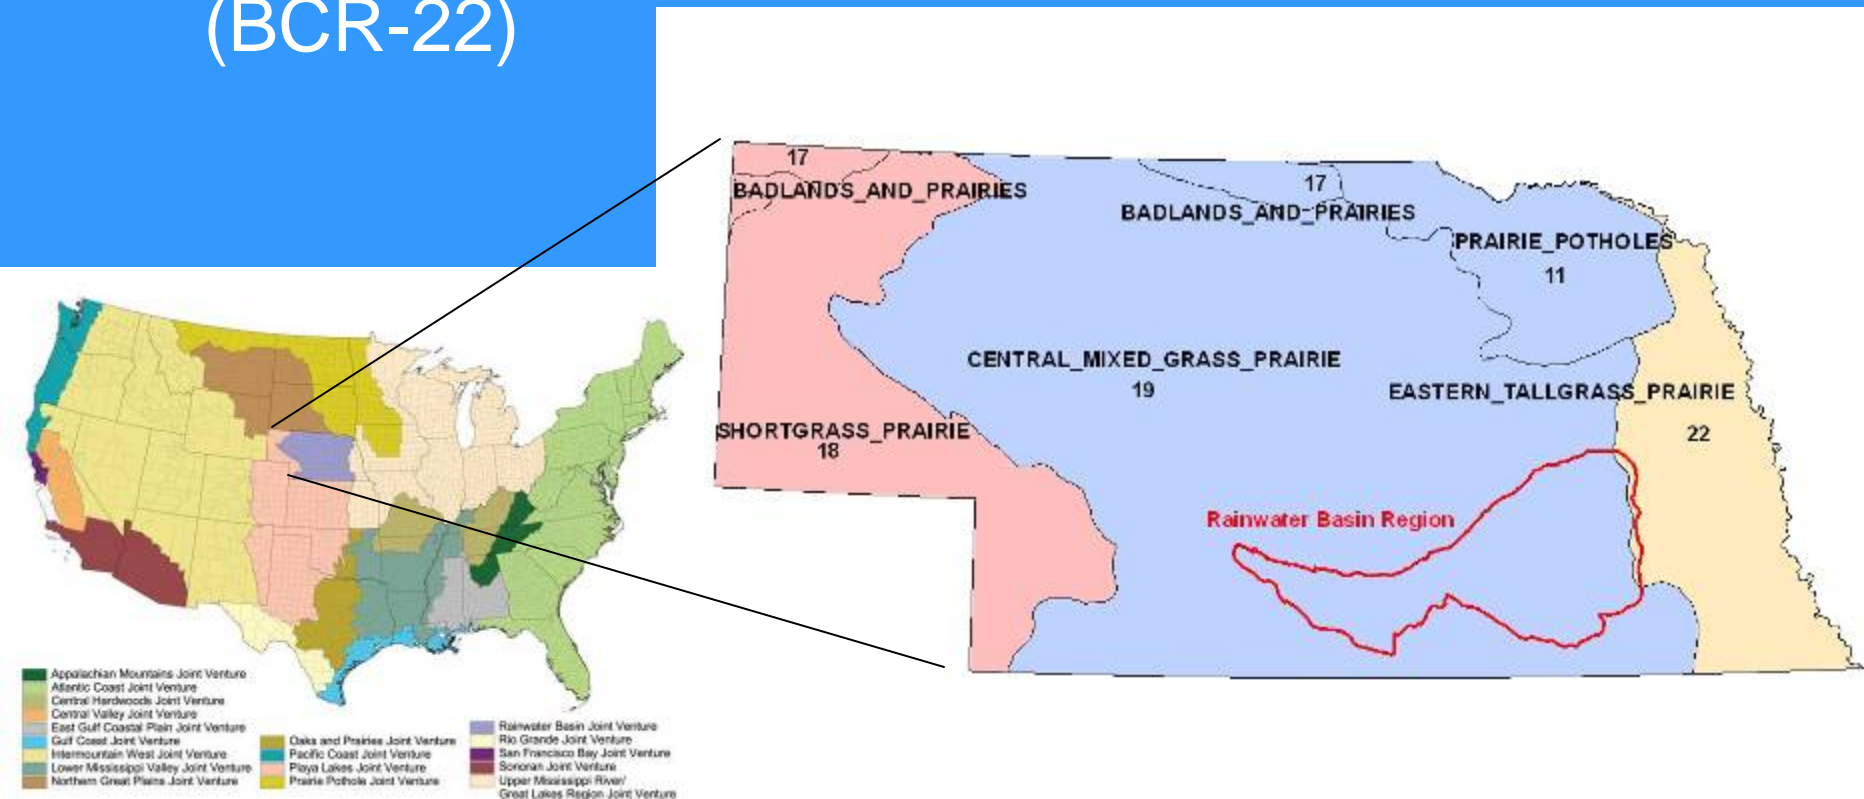 (BCR-22)
17
BADLANDS_AND_PRAIRIES
17
BADLANDS_AND_PRAIRIES
PRAIRIE_POTHOLES
11
CENTRAL_MIXED_GRASS_PRAIRIE
19
EASTERN_TALLGRASS_PRAIRIE
22
SHORTGRASS_PRAIRIE
18
Rainwater Basin Region
Appalachian Mountains Joint Venture
Atlantic Coast Joint Venture
Central Hardwoods Joint Venture
Central Valley Joint Venture
East Gulf Coastal Plain Joint Venture
Gulf Coast Joint Venture
Intermountain West Joint Venture
Lower Mississippi Valley Joint Venture
Northern Great Plains Joint Venture
Oaks and Prairies Joint Venture
Pacific Coast Joint Venture
Playa Lakes Joint Venture
Prairie Pothole Joint Venture
Rainwater Basin Joint Venture
Rio Grande Joint Venture
San Francisco Bay Joint Venture
Sonoran Joint Venture
Upper Mississippi River/
Great Lakes Region Joint Venture